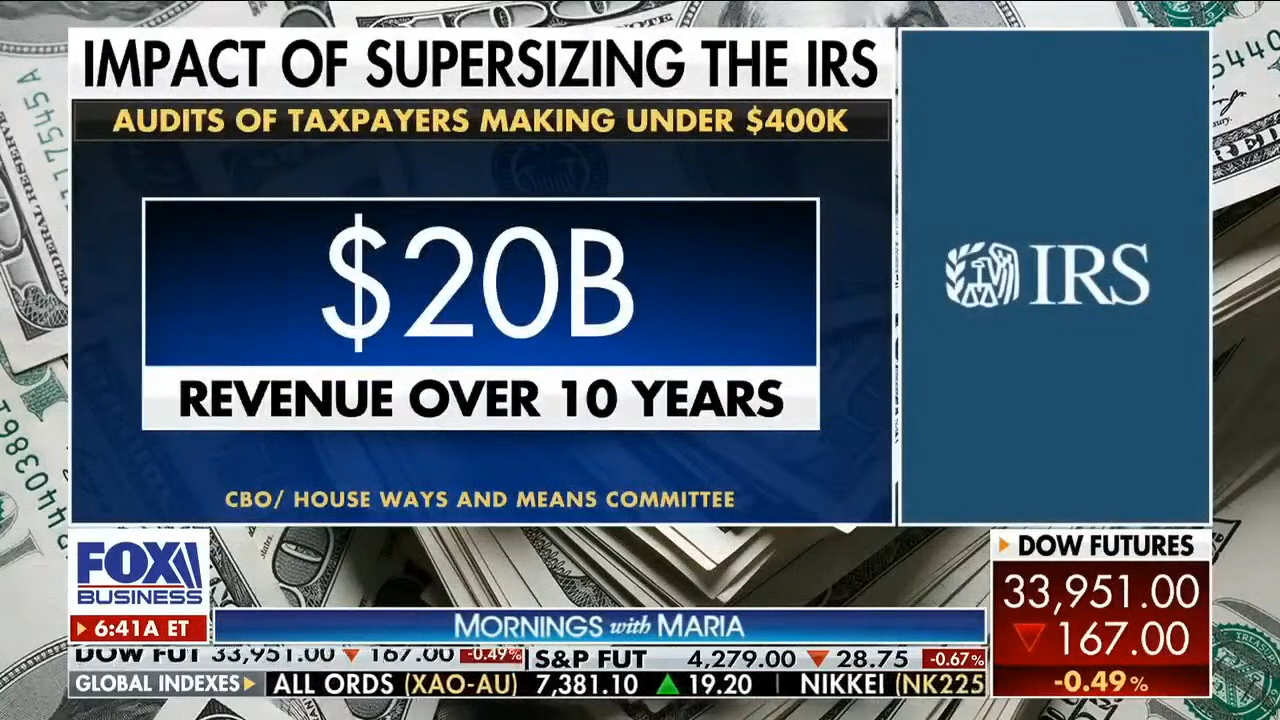 IMPACT OF SUPERSIZING THE IRS
AUDITS OF TAXPAYERS MAKING UNDER $400K
$20B
REVENUE OVER 10 YEARS
CBO/ HOUSE WAYS AND MEANS COMMITTEE
IRS
FOX
BUSINESS
6:41A ET
MORNINGS with MARIA
DOW FUTURES
33,951.00
▼ 167.00
-0.49%
DOW FUT 33,951.00 ▼ 167.00 -0.49% S&P FUT 4,279.00 ▼ 28.75 -0.67%
GLOBAL INDEXES ALL ORDS (XAO-AU) 7,381.10 ▲ 19.20 | NIKKEI (NK225